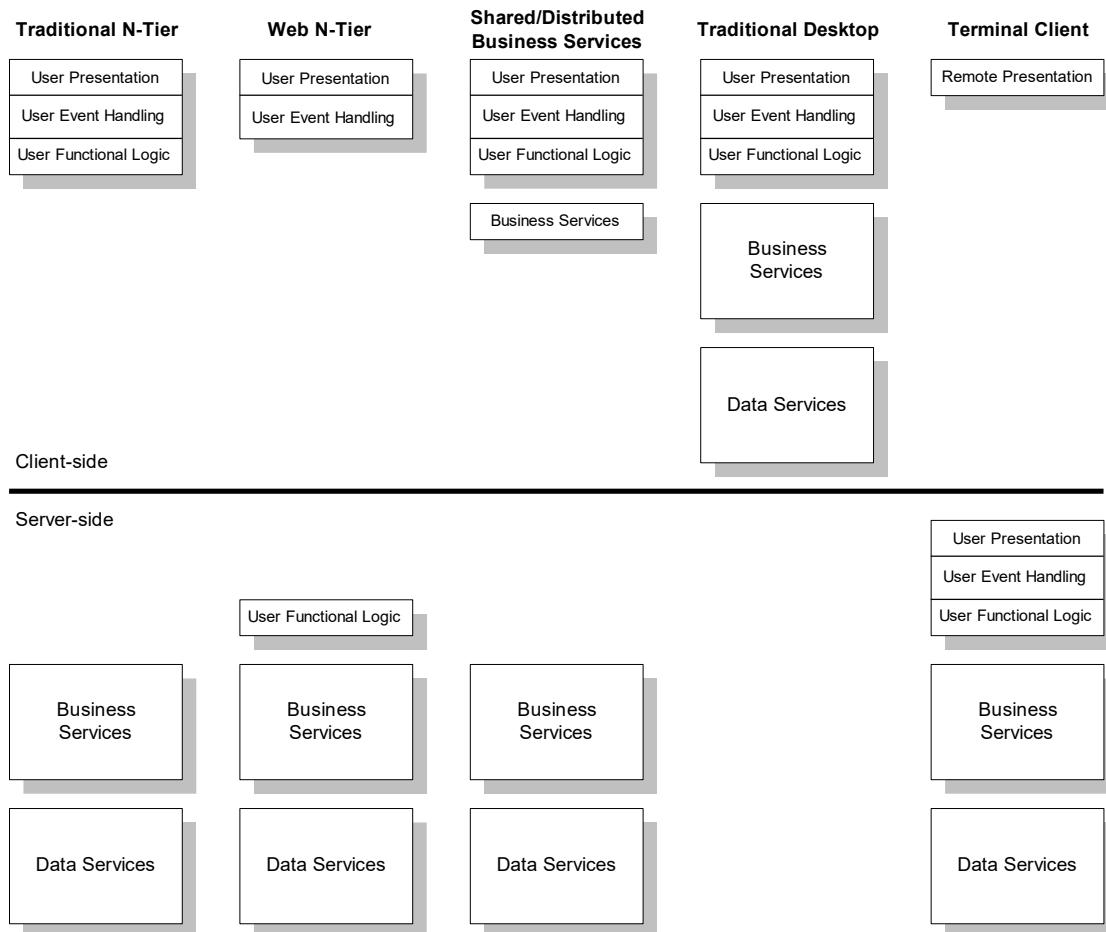 Traditional N-Tier
Web N-Tier
Shared/Distributed
Business Services
Traditional Desktop
Terminal Client
User Presentation
User Event Handling
User Functional Logic
User Presentation
User Event Handling
User Presentation
User Event Handling
User Functional Logic
Business Services
User Presentation
User Event Handling
User Functional Logic
Business
Services
Data Services
Remote Presentation
Client-side
Server-side
Business
Services
Data Services
User Functional Logic
Business
Services
Data Services
Business
Services
Data Services
User Presentation
User Event Handling
User Functional Logic
Business
Services
Data Services